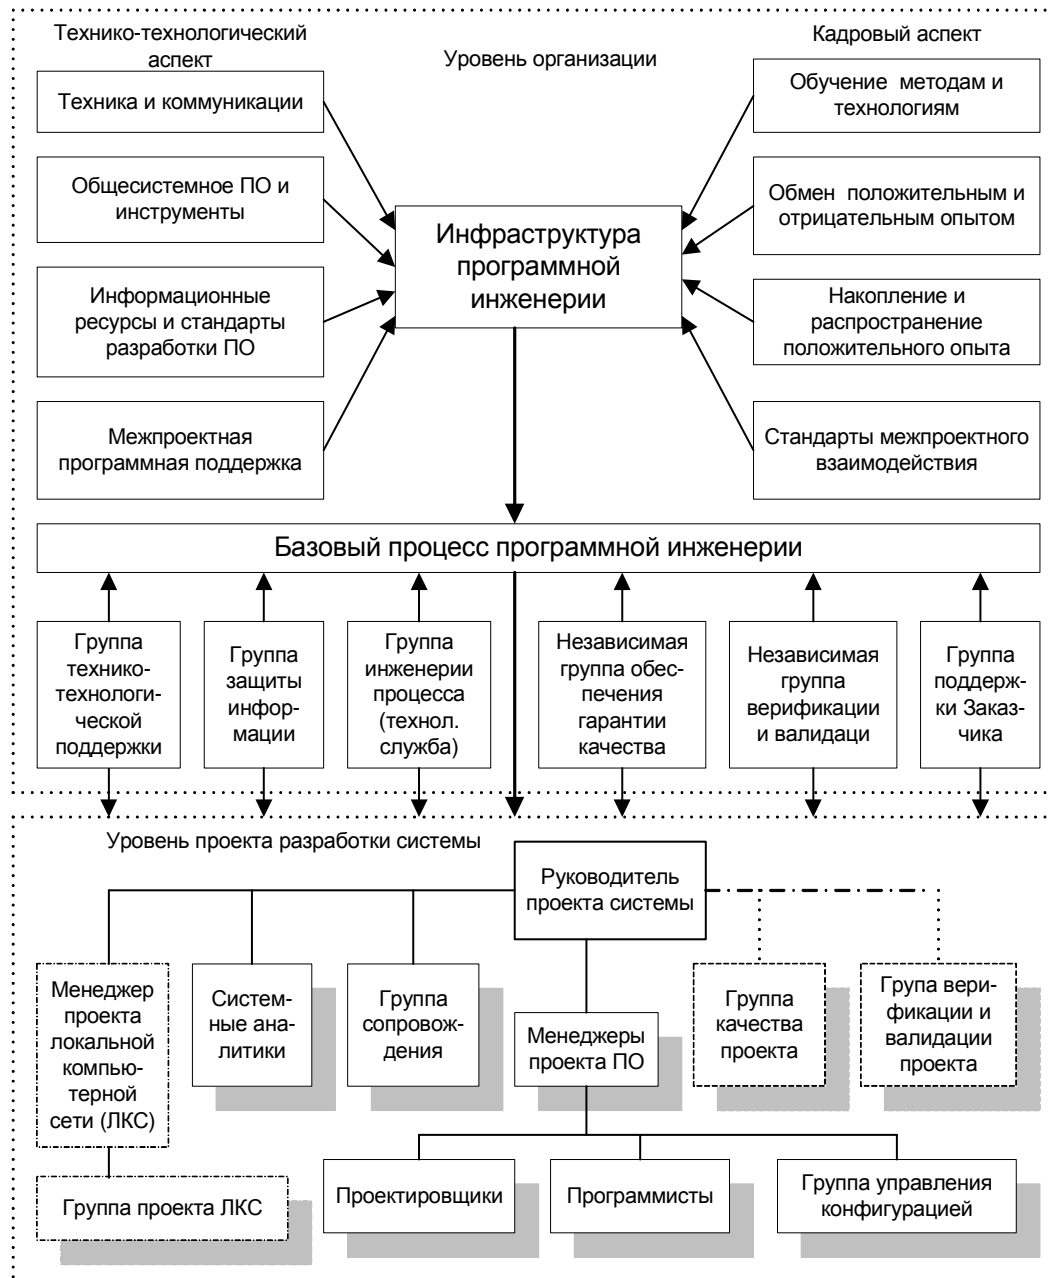 Технико-технологический
аспект
Уровень организации
Кадровый аспект
Техника и коммуникации
Общесистемное ПО и
инструменты
Информационные
ресурсы и стандарты
разработки ПО
Межпроектная
программная поддержка
Инфраструктура
программной
инженерии
Обучение методам и
технологиям
Обмен положительным и
отрицательным опытом
Накопление и
распространение
положительного опыта
Стандарты межпроектного
взаимодействия
Базовый процесс программной инженерии
Группа
технико-
технологи-
ческой
поддержки
Группа
защиты
инфор-
мации
Группа
инженерии
процесса
(технол.
служба)
Независимая
группа обес-
печения
гарантии
качества
Независимая
группа
верификации
и валидаци
Группа
поддерж-
ки Заказ-
чика
Уровень проекта разработки системы
Руководитель
проекта системы
Менеджер
проекта
локальной
компью-
терной
сети (ЛКС)
Систем-
ные ана-
литики
Группа
сопровож-
дения
Менеджеры
проекта ПО
Группа
качества
проекта
Група вери-
фикации и
валидации
проекта
Группа проекта ЛКС
Проектировщики
Программисты
Группа управления
конфигурацией